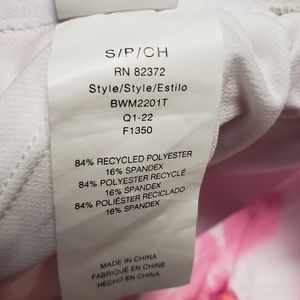 S/P/CH
RN 82372
Style/Style/Estilo
BWM2201T
Q1-22
F1350
84% RECYCLED POLYESTER
16% SPANDEX
84% POLYESTER RECYCLÉ
16% SPANDEX
84% POLIÉSTER RECICLADO
16% SPANDEX
MADE IN CHINA
FABRIQUÉ EN CHINE
HECHO EN CHINA